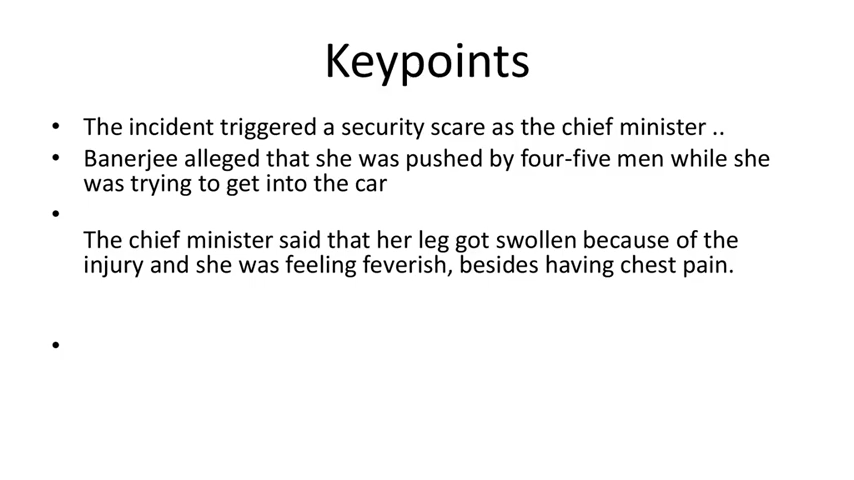 Keypoints
• The incident triggered a security scare as the chief minister ..
• Banerjee alleged that she was pushed by four-five men while she
was trying to get into the car
•
The chief minister said that her leg got swollen because of the
injury and she was feeling feverish, besides having chest pain.
•